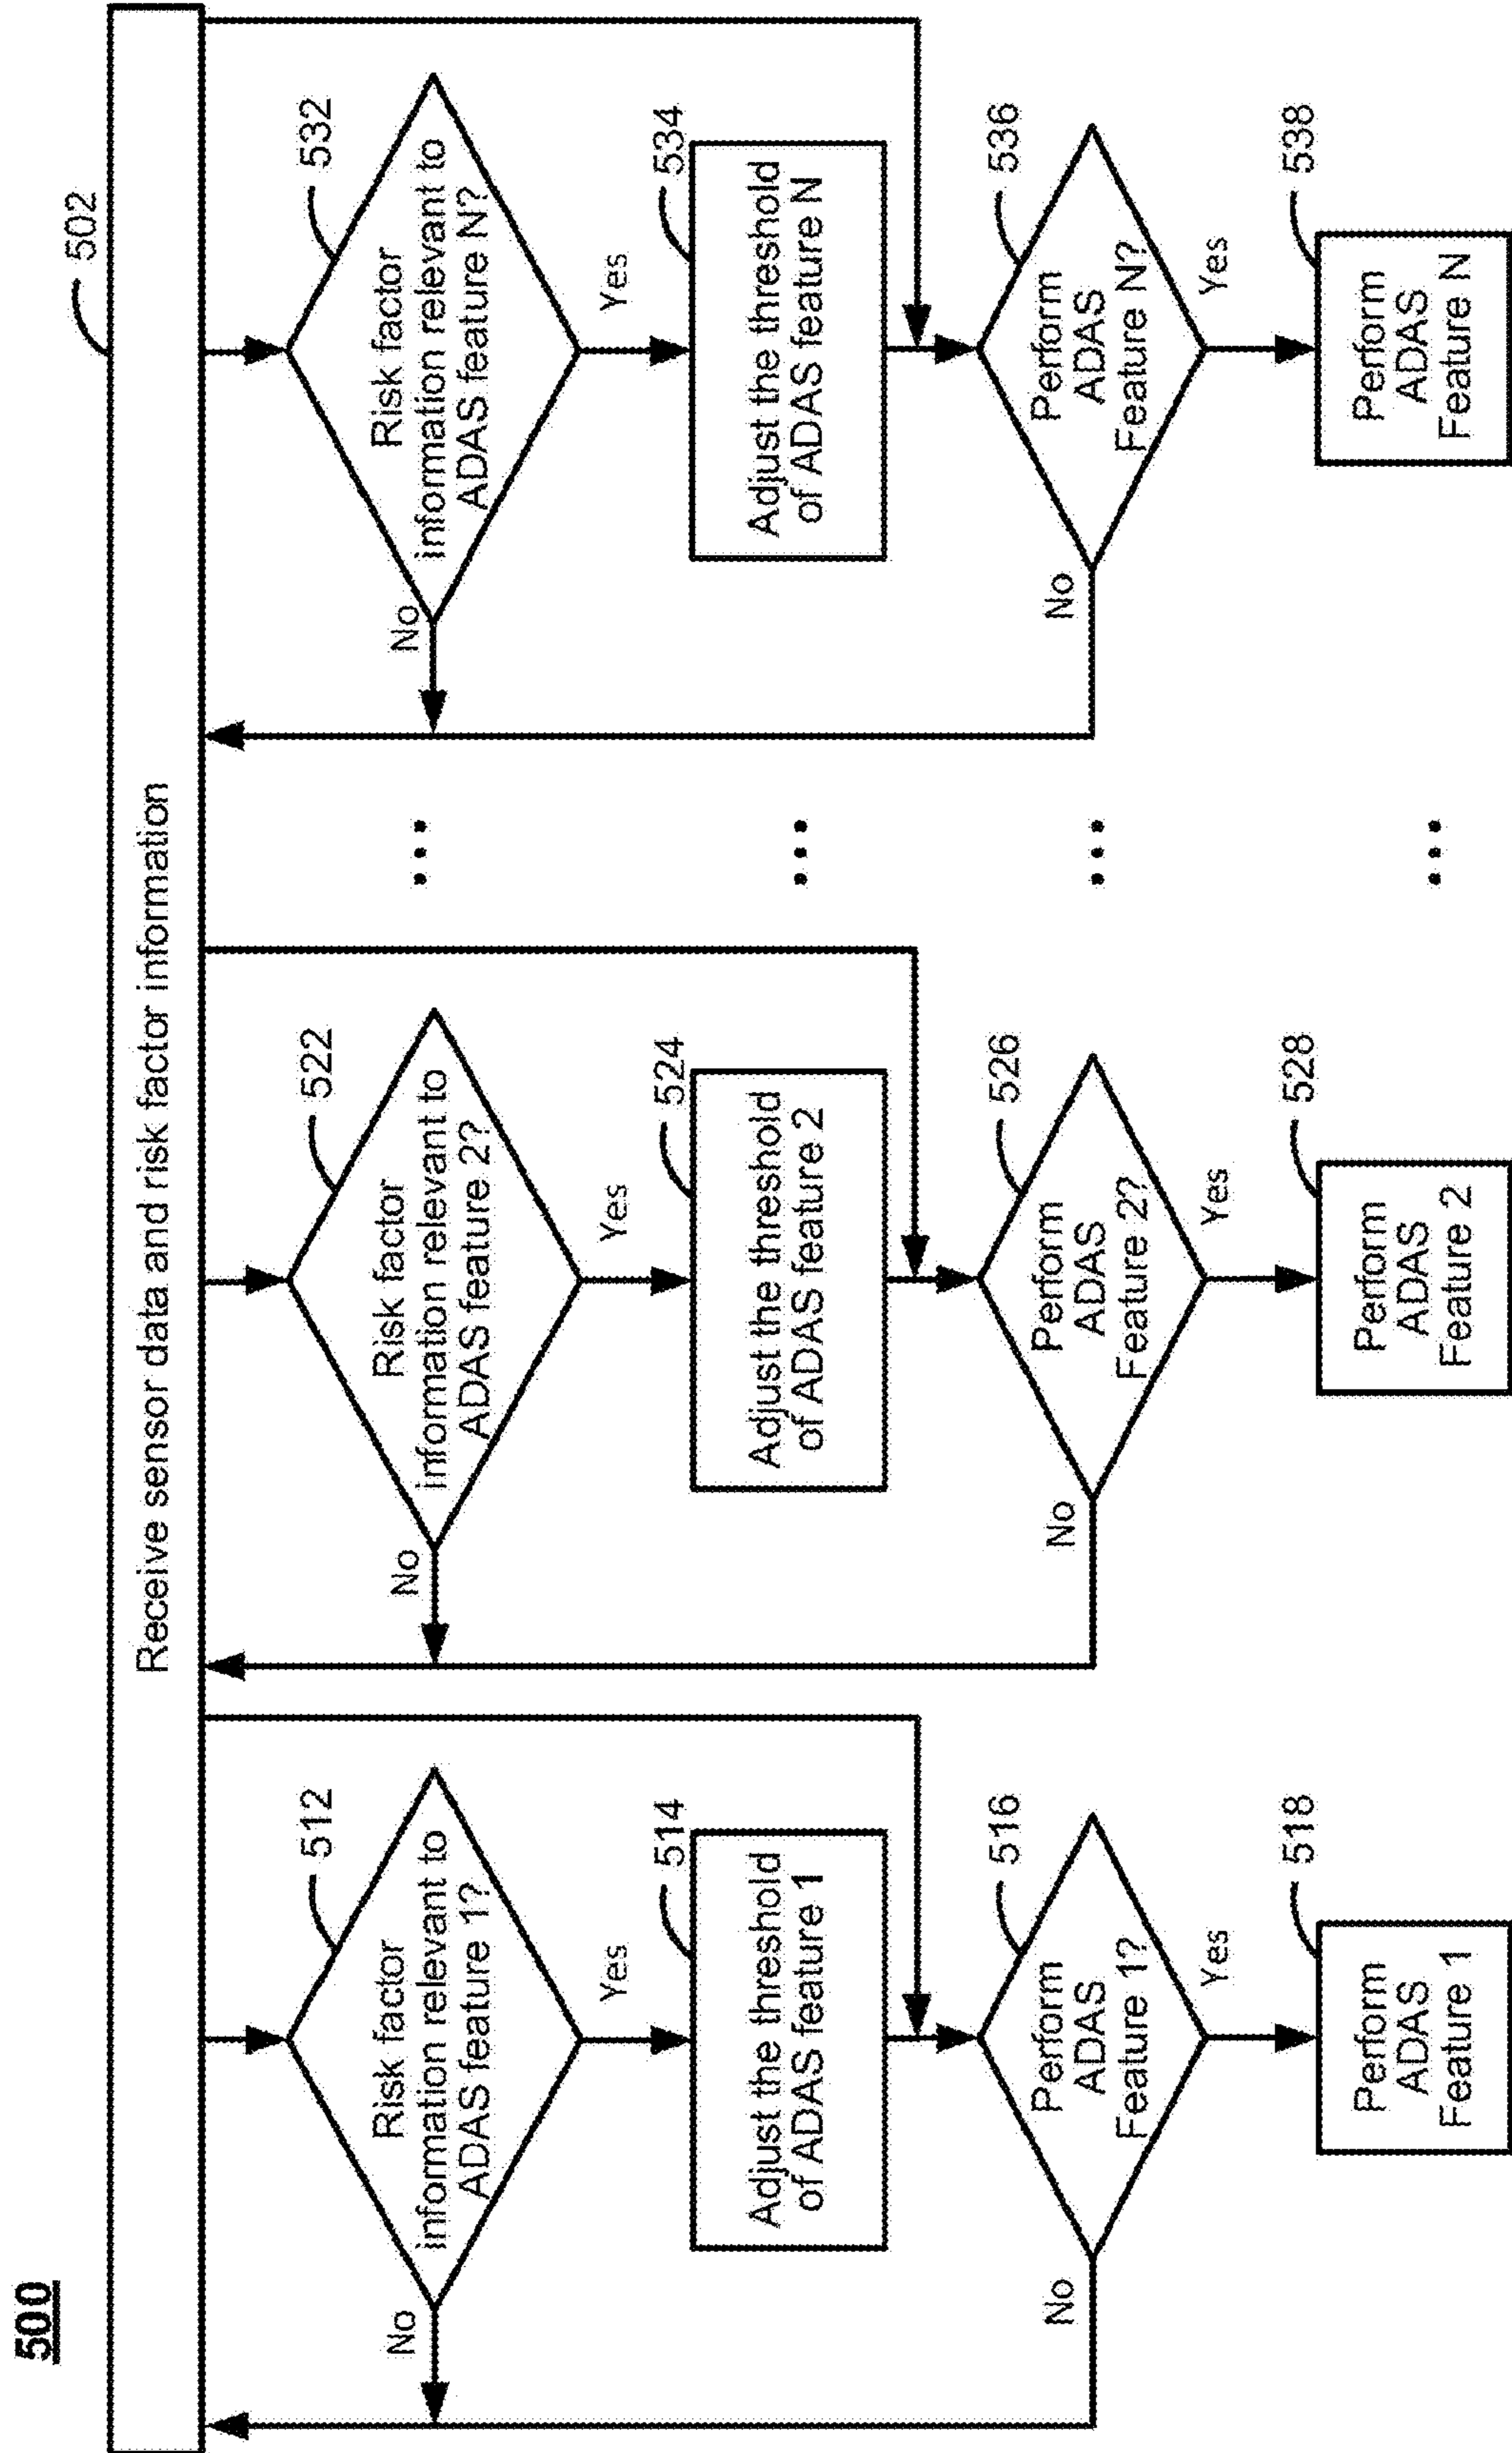 500
502
Receive sensor data and risk factor information
512
Risk factor
information relevant to
ADAS feature 1?
No
Yes
514
Adjust the threshold
of ADAS feature 1
516
Perform
ADAS
Feature 1?
No
Yes
518
Perform
ADAS
Feature 1
522
Risk factor
information relevant to
ADAS feature 2?
No
Yes
524
Adjust the threshold
of ADAS feature 2
526
Perform
ADAS
Feature 2?
No
Yes
528
Perform
ADAS
Feature 2
...
...
...
...
532
Risk factor
information relevant to
ADAS feature N?
No
Yes
534
Adjust the threshold
of ADAS feature N
536
Perform
ADAS
Feature N?
No
Yes
538
Perform
ADAS
Feature N